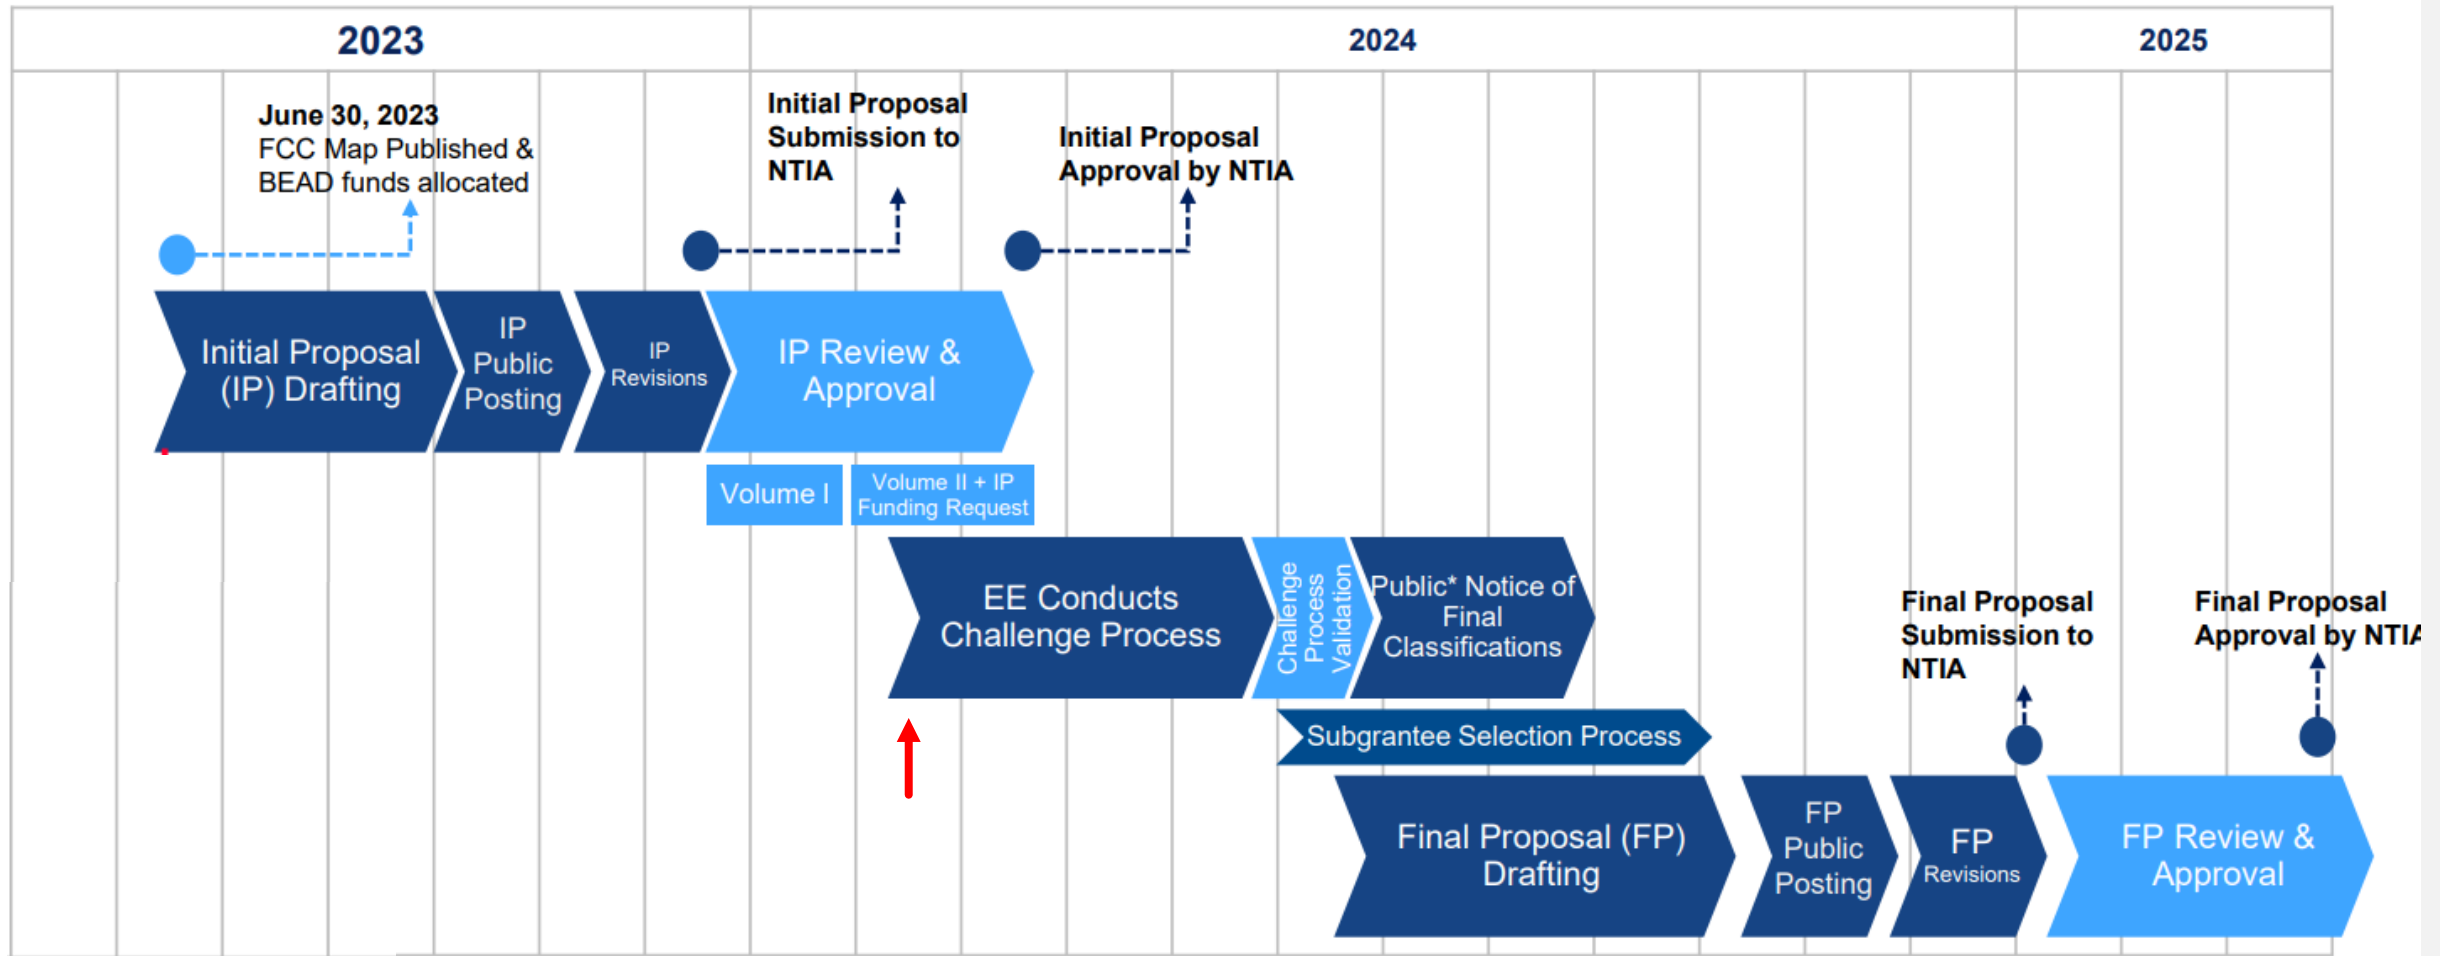 2023
2024
2025
June 30, 2023
FCC Map Published &
BEAD funds allocated
Initial Proposal
Submission to
NTIA
Initial Proposal
Approval by NTIA
Initial Proposal
(IP) Drafting
IP
Public
Posting
IP
Revisions
IP Review &
Approval
Volume I
Volume II + IP
Funding Request
EE Conducts
Challenge Process
Challenge
Process
Validation
Public* Notice of
Final
Classifications
Final Proposal
Submission to
NTIA
Final Proposal
Approval by NTIA
Subgrantee Selection Process
Final Proposal (FP)
Drafting
FP
Public
Posting
FP
Revisions
FP Review &
Approval